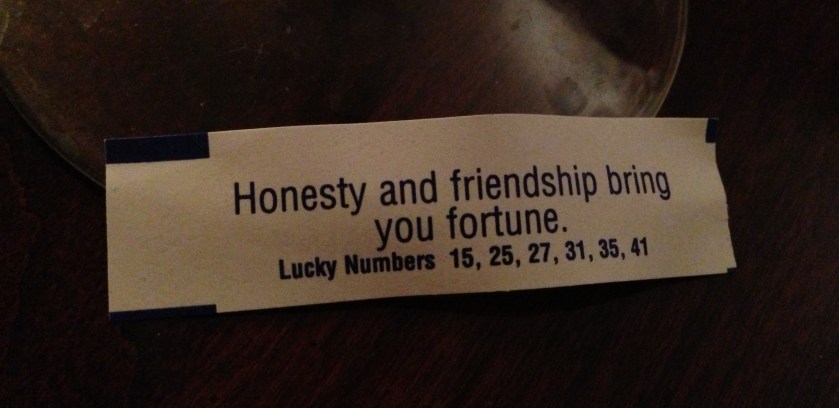 Honesty and friendship bring
you fortune.
Lucky Numbers 15, 25, 27, 31, 35, 41